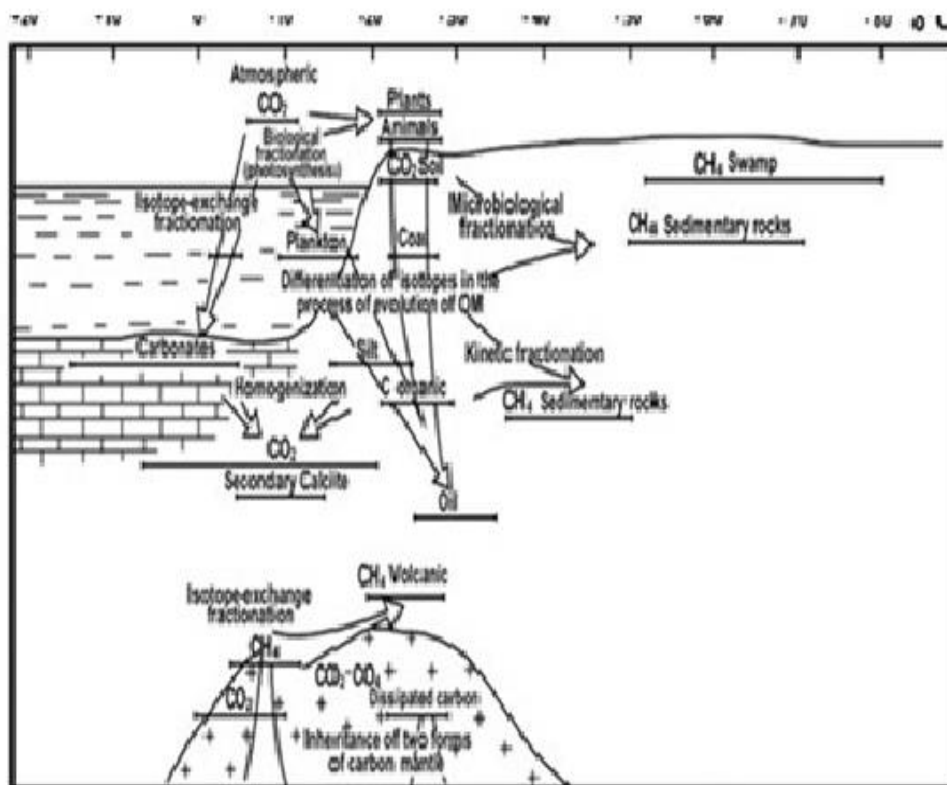 Atmospheric
CO₂
Plants
Animals
Biological
fractionation
(photosynthesis)
CO₂ Soil
CH₄ Swamp
Isotope-exchange
fractionation
Microbiological
fractionation
Plankton
Coal
CH₄ Sedimentary rocks
Differentiation of isotopes in the
process of evolution of OM
Carbonates
Silt
Kinetic fractionation
Homogenization
C organic
CH₄ Sedimentary rocks
CO₂
Secondary Calcite
Oil
CH₄ Volcanic
Isotope-exchange
fractionation
CH₄
CO₂
Dissipated carbon
Inheritance of two forms
of carbon mantle